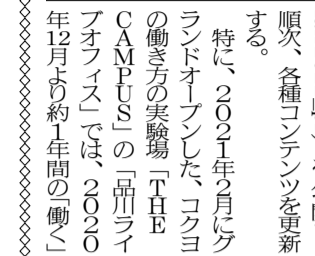 順次、各種コンテンツを更新
する。
特に、2021年2月にグ
ランドオープンした、コクヨ
の働き方の実験場「THE
CAMPUS」の「品川ライ
ブオフィス」では、2020
年12月より約1年間の「働く」